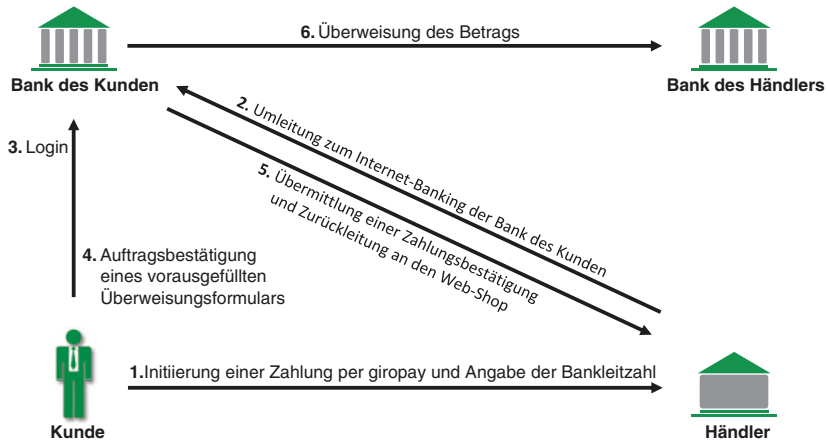 6. Überweisung des Betrags
Bank des Kunden
Bank des Händlers
2. Umleitung zum Internet-Banking der Bank des Kunden
3. Login
5. Übermittlung einer Zahlungsbestätigung
und Zurückleitung an den Web-Shop
4. Auftragsbestätigung
eines vorausgefüllten
Überweisungsformulars
1.Initiierung einer Zahlung per giropay und Angabe der Bankleitzahl
Kunde
Händler